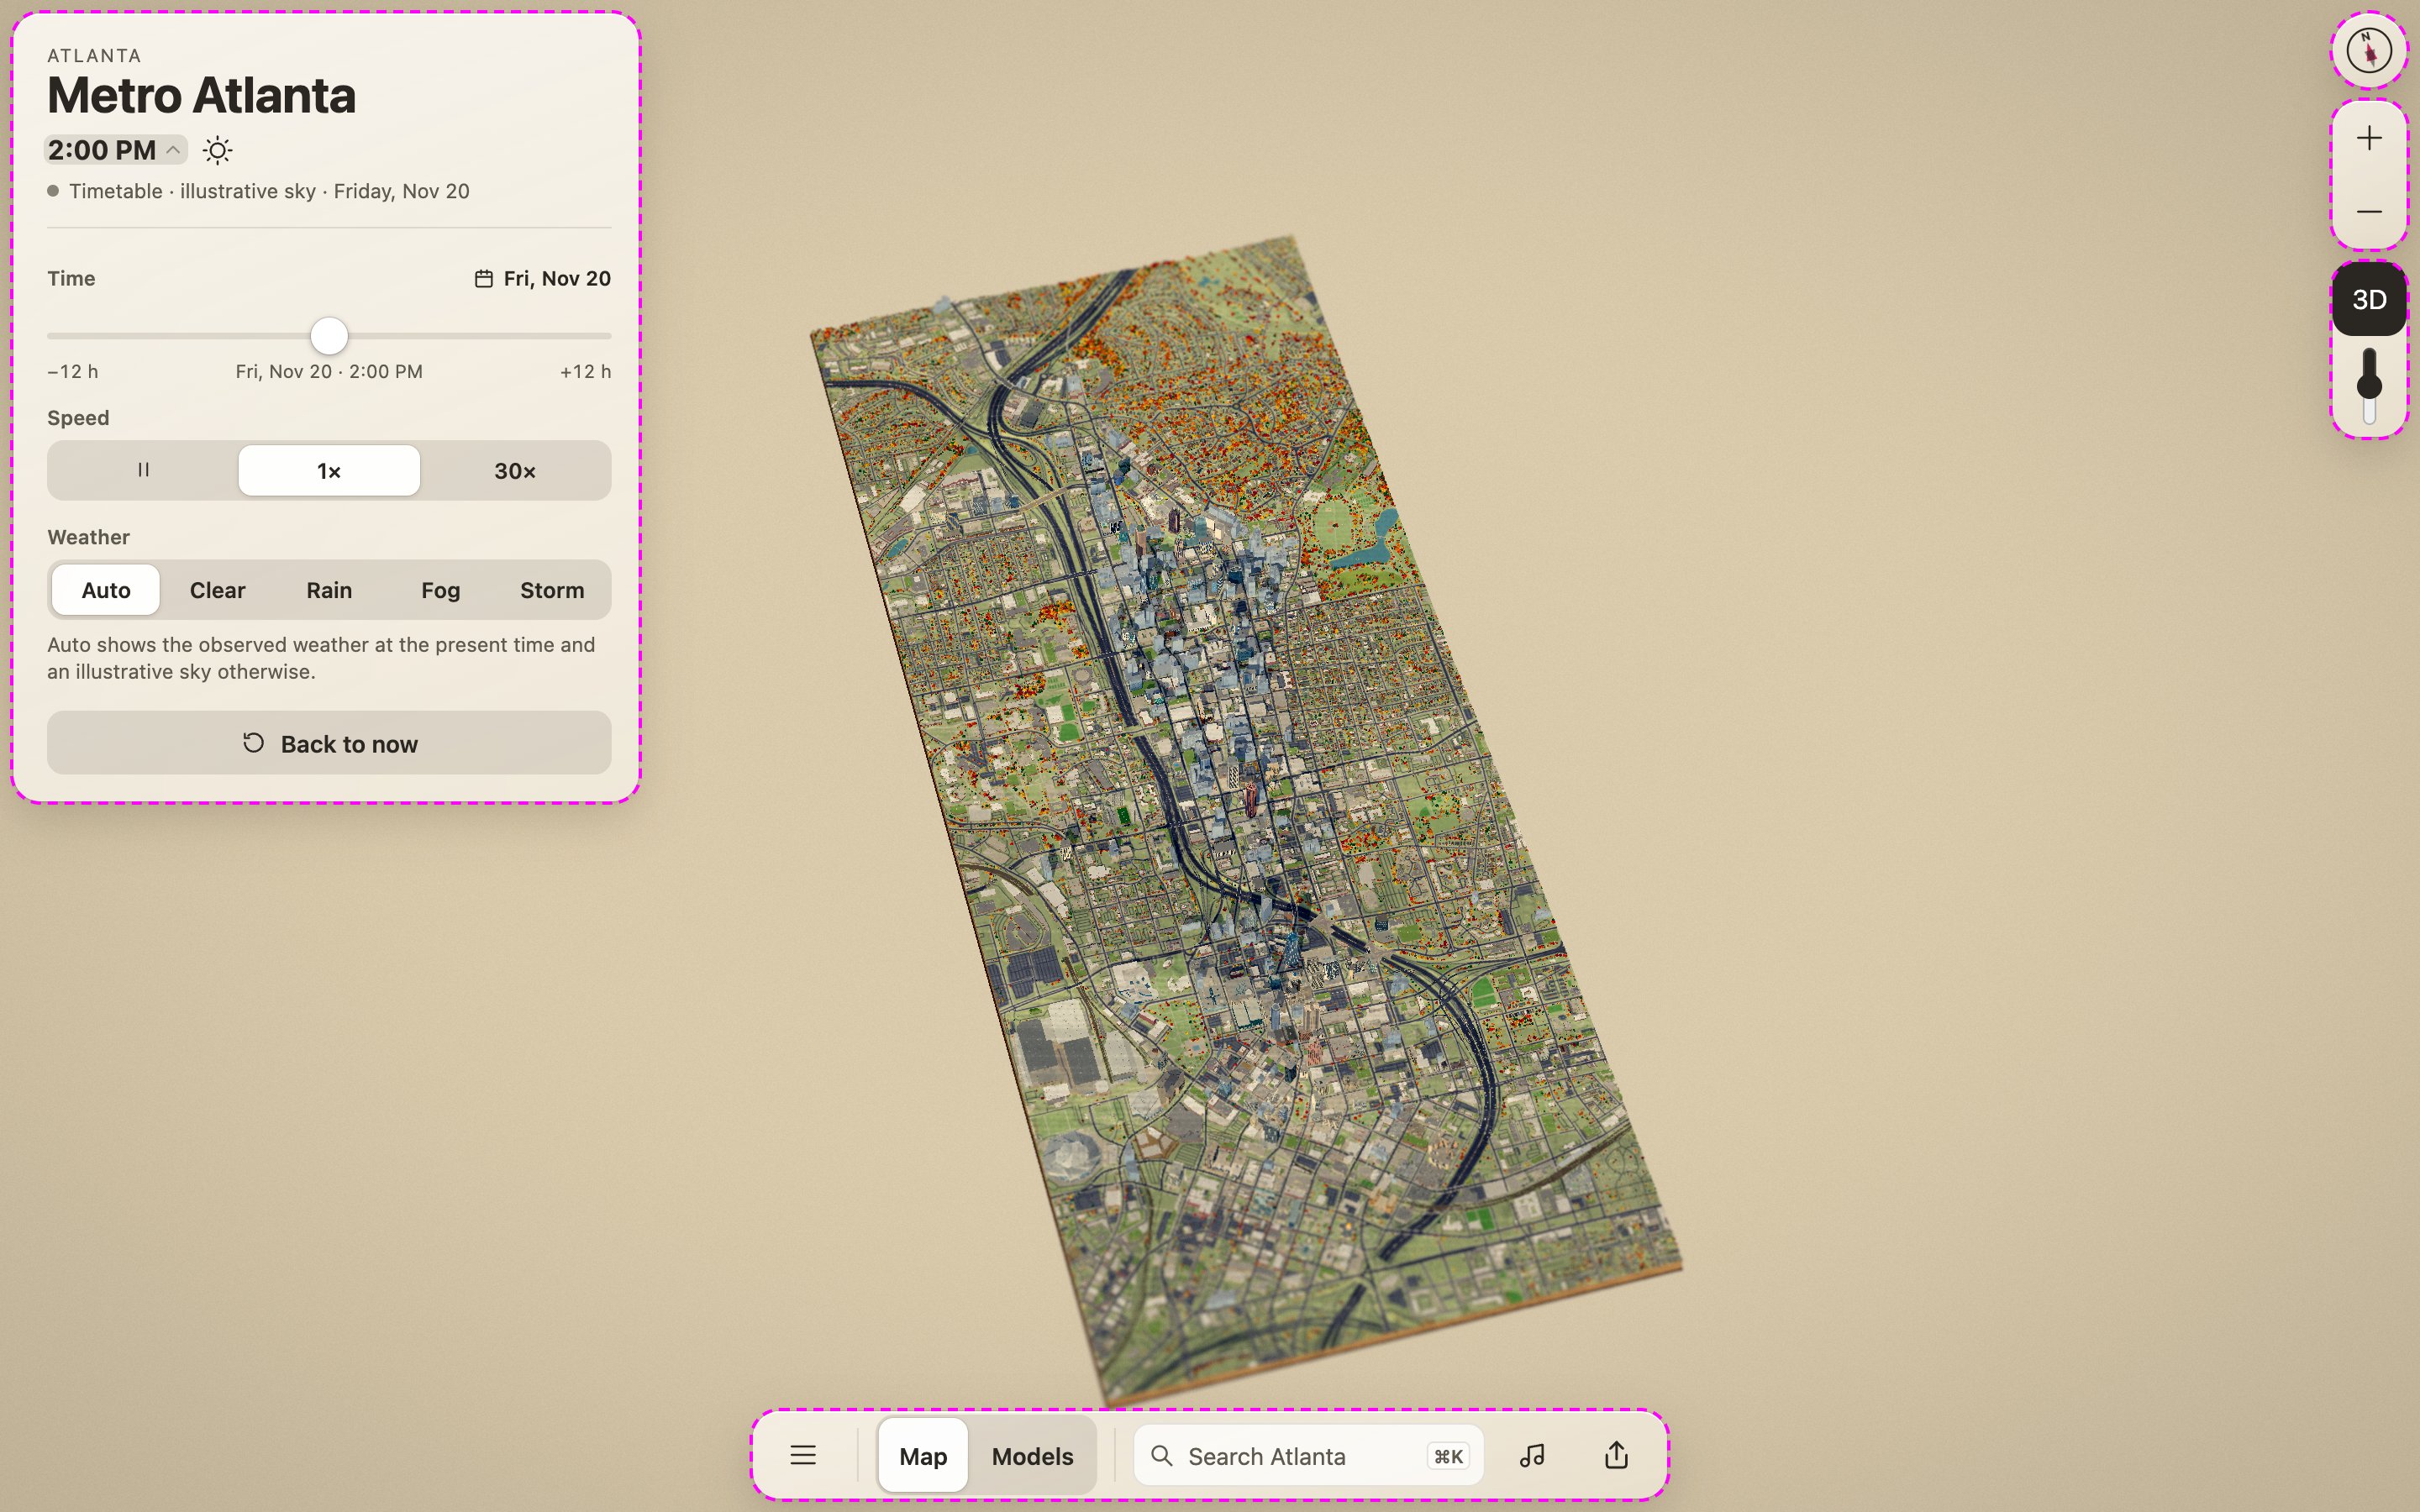 ATLANTA
Metro Atlanta
2:00 PM
Timetable · illustrative sky · Friday, Nov 20
Time
Fri, Nov 20
−12 h
Fri, Nov 20 · 2:00 PM
+12 h
Speed
1×
30×
Weather
Auto
Clear
Rain
Fog
Storm
Auto shows the observed weather at the present time and
an illustrative sky otherwise.
Back to now
N
3D
Map
Models
Search Atlanta
⌘K